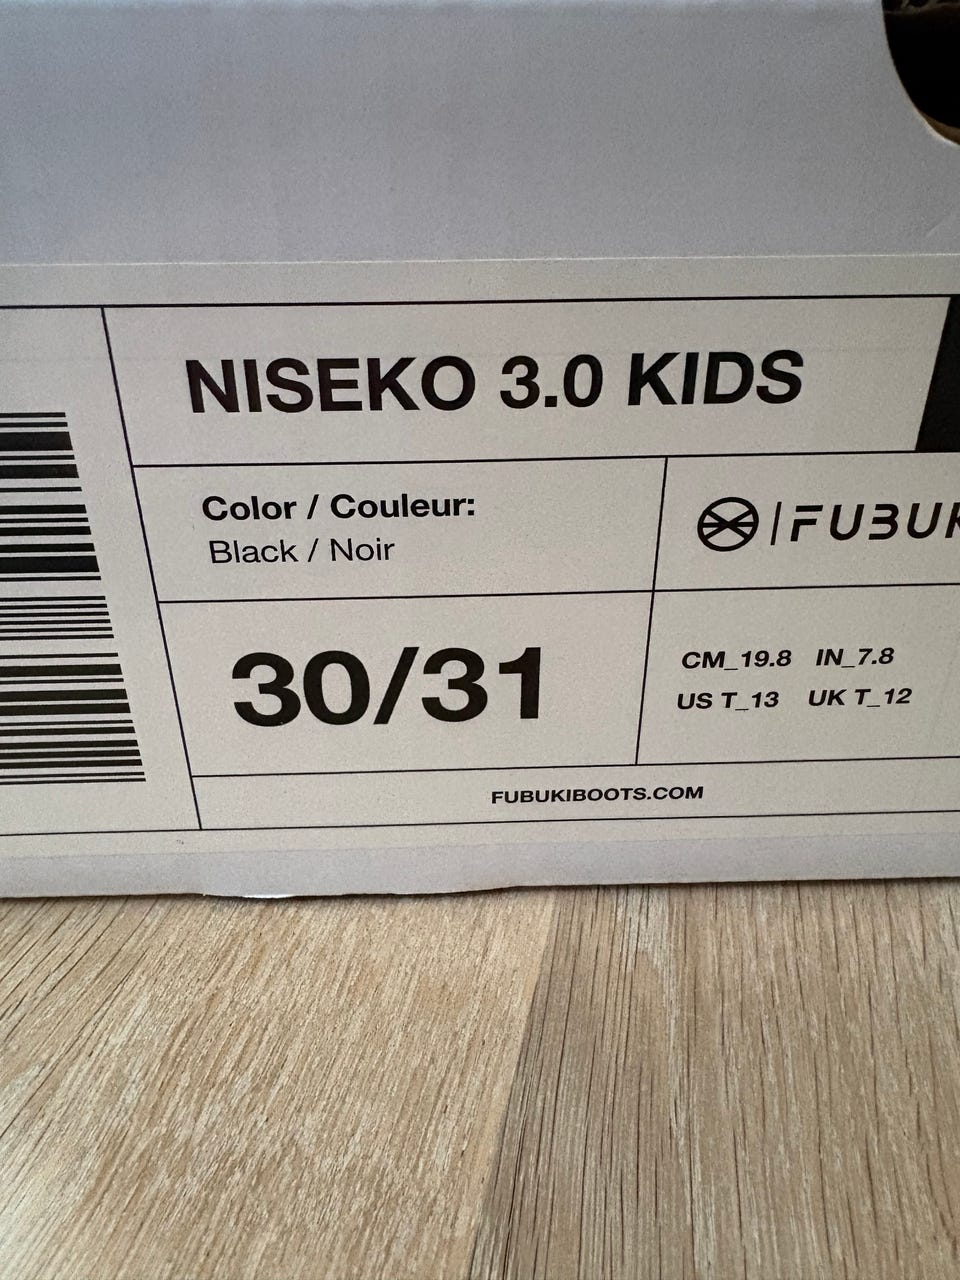 NISEKO 3.0 KIDS
Color / Couleur:
Black / Noir
FUBUK
30/31
CM_19.8 IN_7.8
US T_13 UK T_12
FUBUKIBOOTS.COM